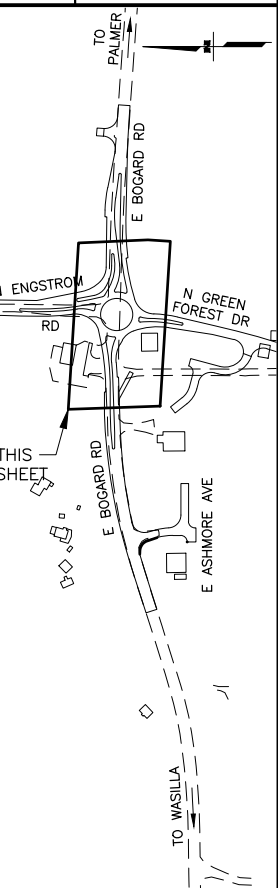 TO
PALMER
N
E BOGARD RD
ENGSTROM
RD
N GREEN
FOREST DR
THIS
SHEET
E BOGARD RD
E ASHMORE AVE
TO WASILLA